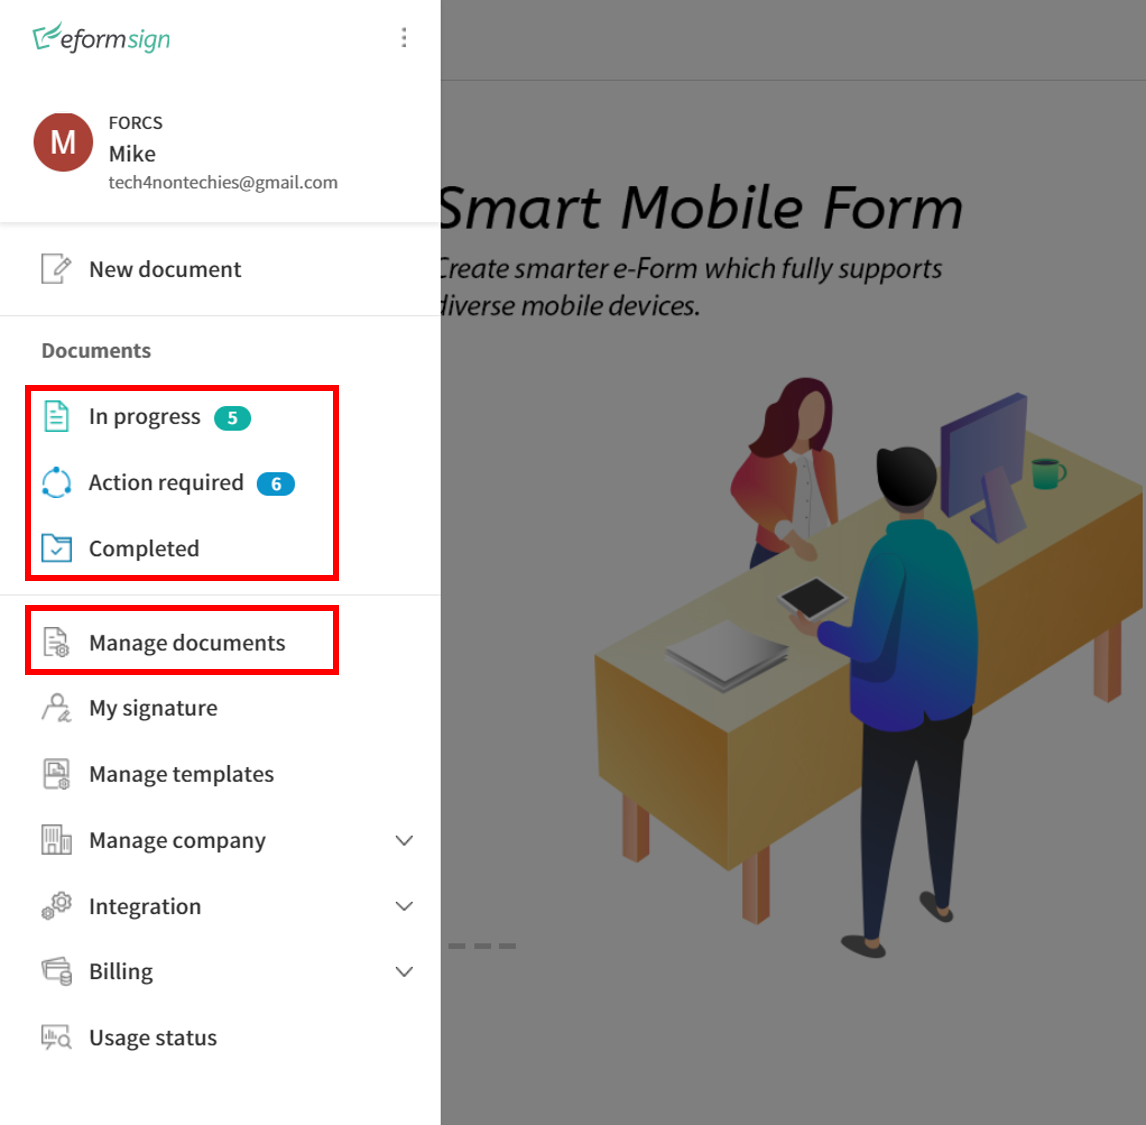 eformsign
M
FORCS
Mike
tech4nontechies@gmail.com
New document
Documents
In progress 5
Action required 6
Completed
Manage documents
My signature
Manage templates
Manage company
Integration
Billing
Usage status
Smart Mobile Form
Create smarter e-Form which fully supports
diverse mobile devices.